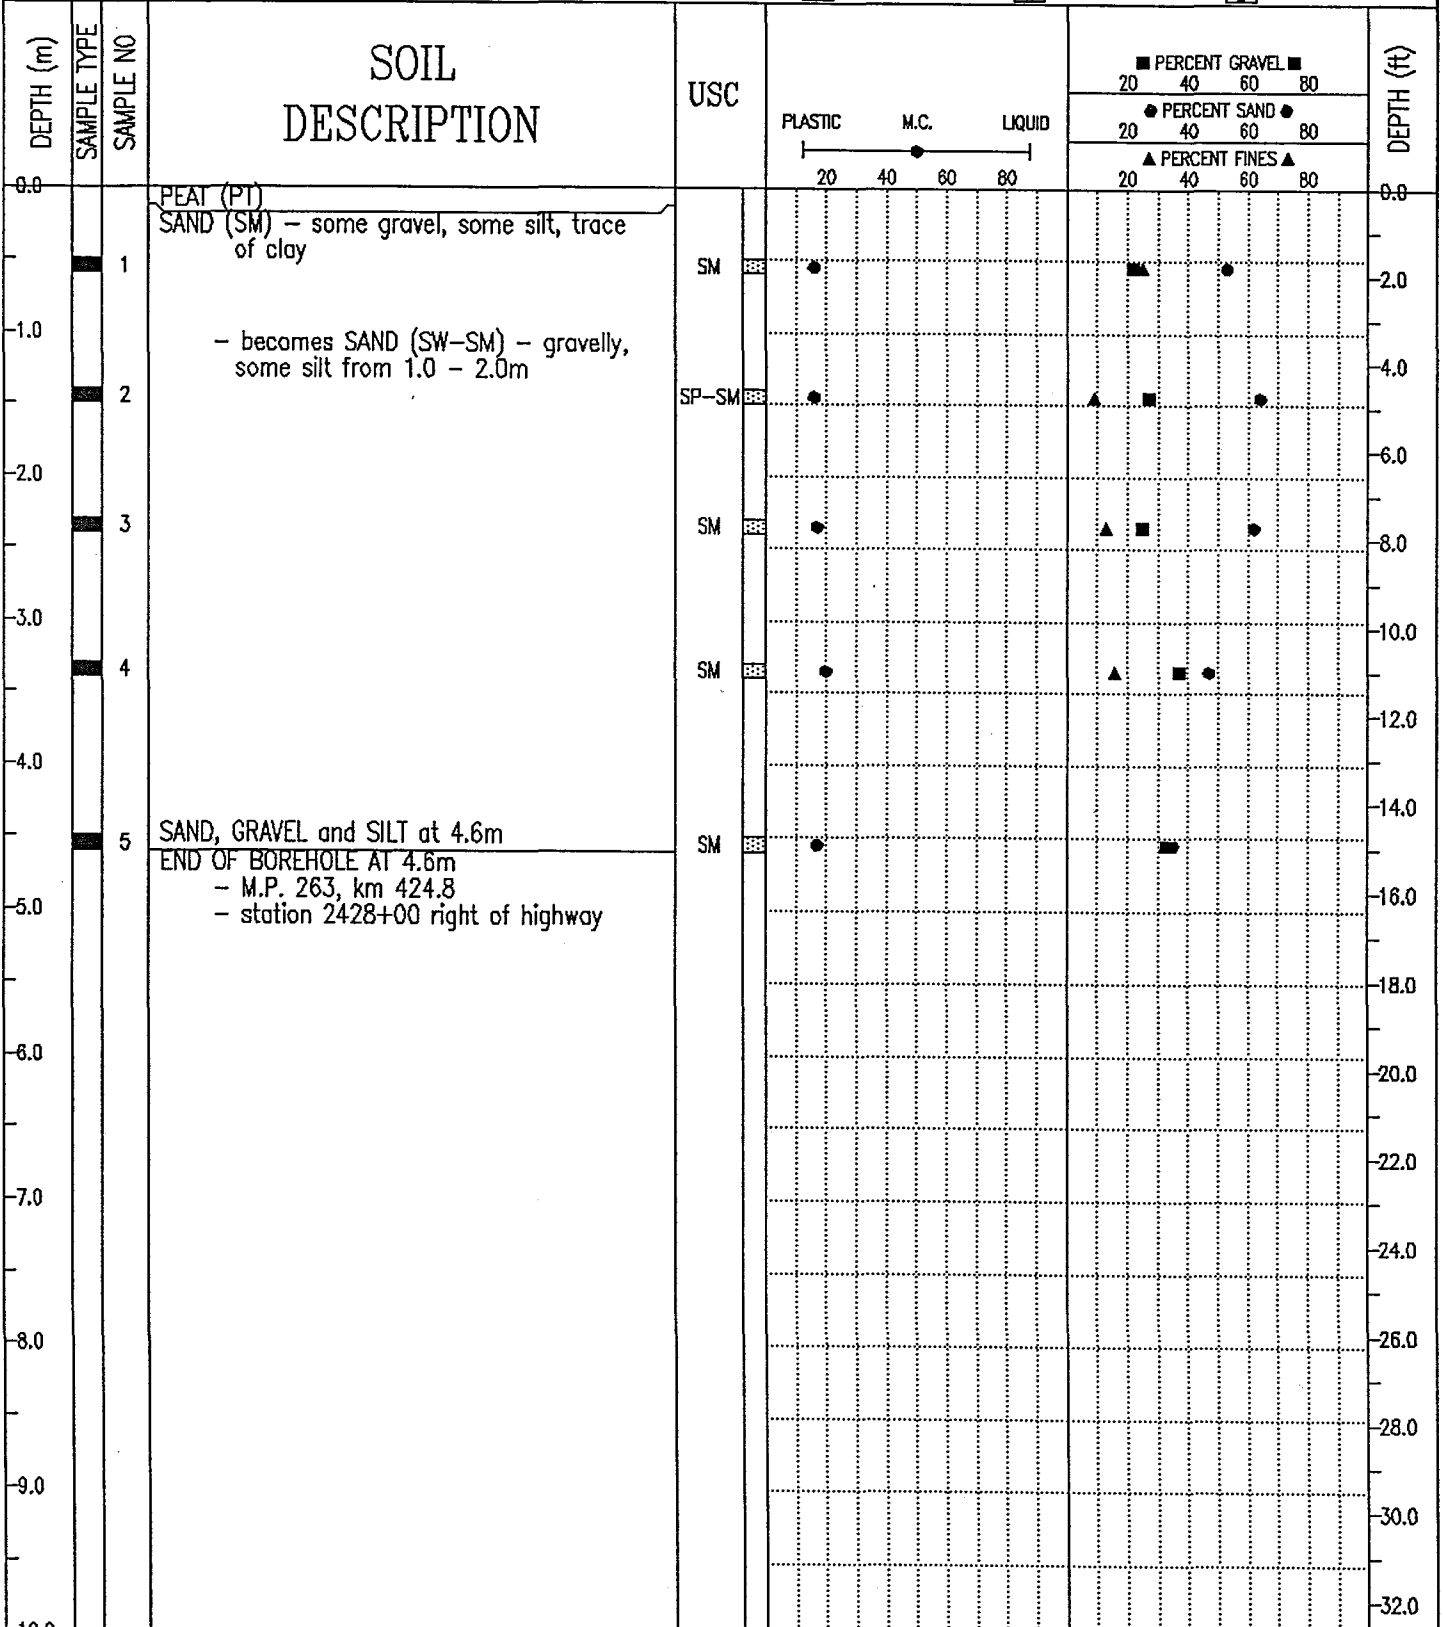 DEPTH (m)
SAMPLE TYPE
SAMPLE NO
SOIL
DESCRIPTION
USC
PLASTIC M.C. LIQUID
20 40 60 80
■ PERCENT GRAVEL ■
20 40 60 80
● PERCENT SAND ●
20 40 60 80
▲ PERCENT FINES ▲
20 40 60 80
DEPTH (ft)
0.0
PEAT (PT)
0.0
SAND (SM) – some gravel, some silt, trace
of clay
1
SM
2.0
1.0
– becomes SAND (SW–SM) – gravelly,
some silt from 1.0 – 2.0m
4.0
2
SP–SM
6.0
2.0
3
SM
8.0
3.0
10.0
4
SM
12.0
4.0
14.0
SAND, GRAVEL and SILT at 4.6m
5
SM
END OF BOREHOLE AT 4.6m
– M.P. 263, km 424.8
16.0
5.0
– station 2428+00 right of highway
18.0
6.0
20.0
22.0
7.0
24.0
8.0
26.0
28.0
9.0
30.0
32.0